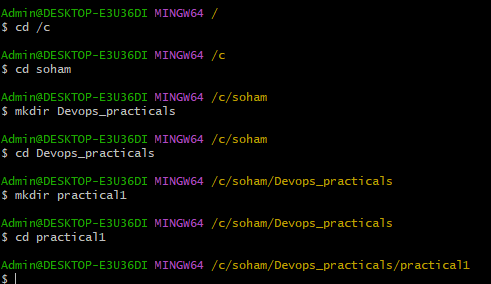 Admin@DESKTOP-E3U36DI MINGW64 /
$ cd /c
Admin@DESKTOP-E3U36DI MINGW64 /c
$ cd soham
Admin@DESKTOP-E3U36DI MINGW64 /c/soham
$ mkdir Devops_practicals
Admin@DESKTOP-E3U36DI MINGW64 /c/soham
$ cd Devops_practicals
Admin@DESKTOP-E3U36DI MINGW64 /c/soham/Devops_practicals
$ mkdir practical1
Admin@DESKTOP-E3U36DI MINGW64 /c/soham/Devops_practicals
$ cd practical1
Admin@DESKTOP-E3U36DI MINGW64 /c/soham/Devops_practicals/practical1
$